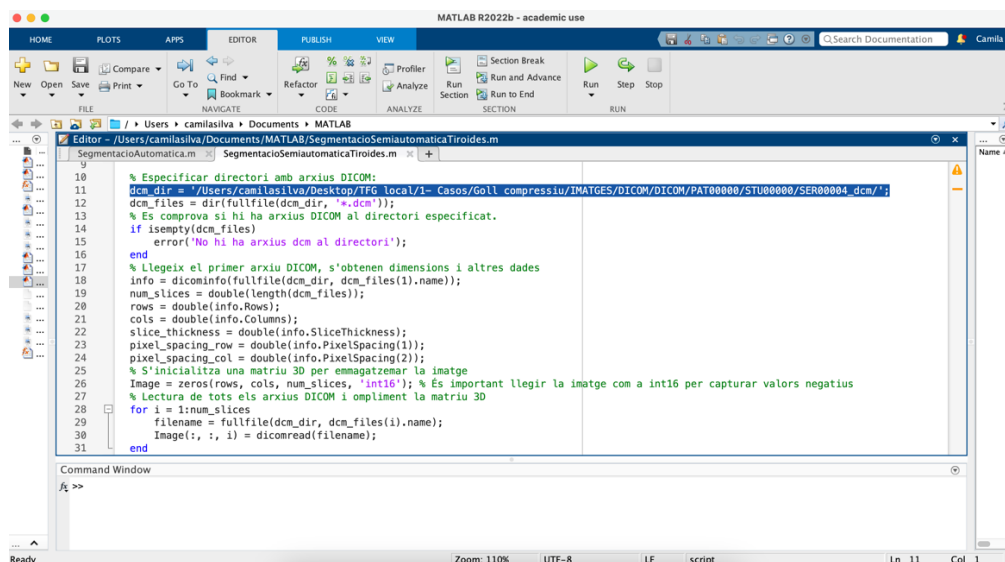 MATLAB R2022b - academic use
HOME PLOTS APPS EDITOR PUBLISH VIEW Search Documentation Camila
New Open Save Compare Print Go To Find Bookmark Refactor Profiler Analyze Run Section Section Break Run and Advance Run to End Run Step Stop
FILE NAVIGATE CODE ANALYZE SECTION RUN
/ Users camilasilva Documents MATLAB
Editor - /Users/camilasilva/Documents/MATLAB/SegmentacioSemiautomaticaTiroides.m
SegmentacioAutomatica.m SegmentacioSemiautomaticaTiroides.m + Name
9
10 % Especificar directori amb arxius DICOM:
11 dcm_dir = '/Users/camilasilva/Desktop/TFG local/1- Casos/Goll compressiu/IMATGES/DICOM/DICOM/PAT00000/STU00000/SER00004_dcm/';
12 dcm_files = dir(fullfile(dcm_dir, '*.dcm'));
13 % Es comprova si hi ha arxius DICOM al directori especificat.
14 if isempty(dcm_files)
15 error('No hi ha arxius dcm al directori');
16 end
17 % Llegeix el primer arxiu DICOM, s'obtenen dimensions i altres dades
18 info = dicominfo(fullfile(dcm_dir, dcm_files(1).name));
19 num_slices = double(length(dcm_files));
20 rows = double(info.Rows);
21 cols = double(info.Columns);
22 slice_thickness = double(info.SliceThickness);
23 pixel_spacing_row = double(info.PixelSpacing(1));
24 pixel_spacing_col = double(info.PixelSpacing(2));
25 % S'inicialitza una matriu 3D per emmagatzemar la imatge
26 Image = zeros(rows, cols, num_slices, 'int16'); % És important llegir la imatge com a int16 per capturar valors negatius
27 % Lectura de tots els arxius DICOM i ompliment la matriu 3D
28 for i = 1:num_slices
29 filename = fullfile(dcm_dir, dcm_files(i).name);
30 Image(:, :, i) = dicomread(filename);
31 end
Command Window
fx >>
Ready Zoom: 110% UTF-8 LF script Ln 11 Col 1